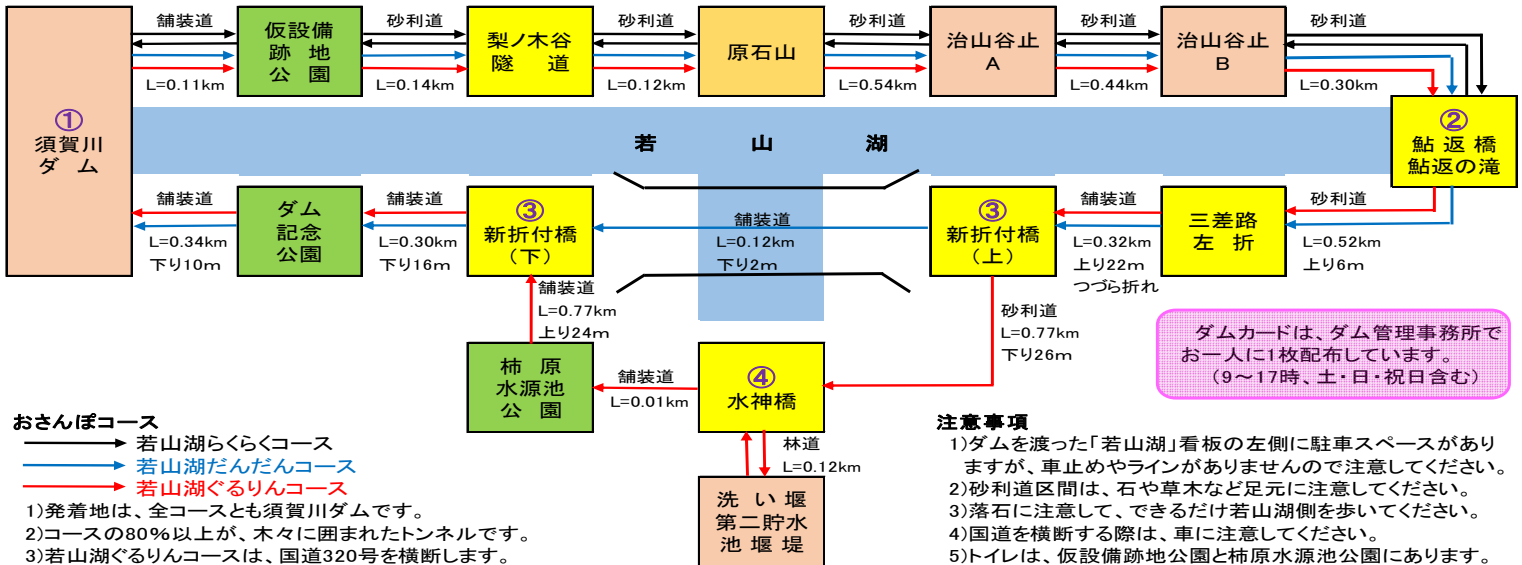 舗装道
L=0.11km
仮設備
跡地
公園
砂利道
L=0.14km
梨ノ木谷
隧　道
砂利道
L=0.12km
原石山
砂利道
L=0.54km
治山谷止
A
砂利道
L=0.44km
治山谷止
B
砂利道
L=0.30km
①
須賀川
ダ　ム
若　山　湖
②
鮎返橋
鮎返の滝
舗装道
L=0.34km
下り10m
ダム
記念
公園
舗装道
L=0.30km
下り16m
③
新折付橋
（下）
舗装道
L=0.12km
下り2m
③
新折付橋
（上）
舗装道
L=0.32km
上り22m
つづら折れ
三差路
左　折
砂利道
L=0.52km
上り6m
舗装道
L=0.77km
上り24m
砂利道
L=0.77km
下り26m
柿　原
水源池
公　園
舗装道
L=0.01km
④
水神橋
林道
L=0.12km
洗い堰
第二貯水
池堰堤
ダムカードは、ダム管理事務所で
お一人に1枚配布しています。
（9～17時、土・日・祝日含む）
おさんぽコース
若山湖らくらくコース
若山湖だんだんコース
若山湖ぐるりんコース
1)発着地は、全コースとも須賀川ダムです。
2)コースの80%以上が、木々に囲まれたトンネルです。
3)若山湖ぐるりんコースは、国道320号を横断します。
注意事項
1)ダムを渡った「若山湖」看板の左側に駐車スペースがあり
ますが、車止めやラインがありませんので注意してください。
2)砂利道区間は、石や草木など足元に注意してください。
3)落石に注意して、できるだけ若山湖側を歩いてください。
4)国道を横断する際は、車に注意してください。
5)トイレは、仮設備跡地公園と柿原水源池公園にあります。